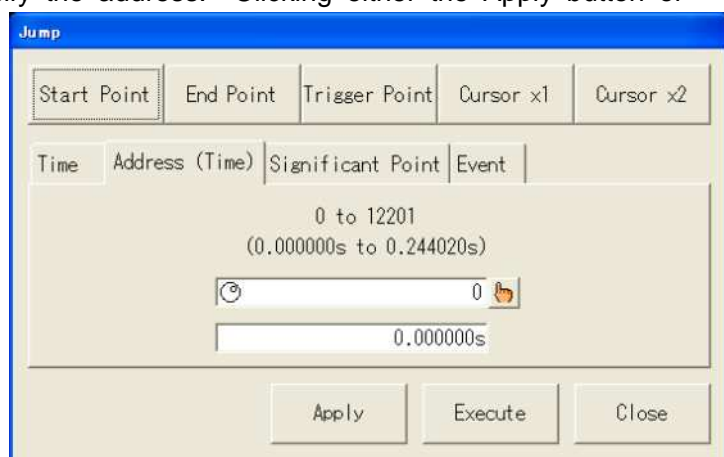 the address. Clicking either the Apply button or
Jump
Start Point End Point Trigger Point Cursor x1 Cursor x2
Time Address (Time) Significant Point Event
0 to 12201
(0.000000s to 0.244020s)
0
0.000000s
Apply Execute Close